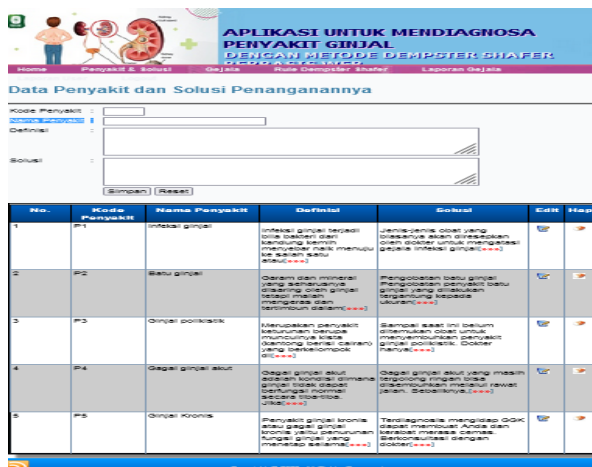 APLIKASI UNTUK MENDIAGNOSA
PENYAKIT GINJAL
DENGAN METODE DEMPSTER SHAFER
Home Penyakit & Solusi Gejala Rule Dempster Shafer Laporan Gejala
Data Penyakit dan Solusi Penanganannya
Kode Penyakit :
Nama Penyakit :
Definisi :
Solusi :
Simpan Reset
No. Kode Penyakit Nama Penyakit Definisi Solusi Edit Hap
1 P1 Infeksi ginjal
Infeksi ginjal terjadi
bila bakteri dari
kandung kemih
menyebar naik menuju
ke salah satu
atau[•••]
Jenis-jenis obat yang
biasanya akan diresepkan
oleh dokter untuk mengatasi
gejala infeksi ginjal[•••]
2 P2 Batu ginjal
Garam dan mineral
yang seharusnya
disaring oleh ginjal
tetapi malah
mengeras dan
tertimbun dalam[•••]
Pengobatan batu ginjal
Pengobatan penyakit batu
ginjal yang dilakukan
tergantung kepada
ukuran[•••]
3 P3 Ginjal polikistik
Merupakan penyakit
keturunan berupa
munculnya kista
(kantong berisi cairan)
yang berkelompok
di[•••]
Sampai saat ini belum
ditemukan obat untuk
menyembuhkan penyakit
ginjal polikistik. Dokter
hanya[•••]
4 P4 Gagal ginjal akut
Gagal ginjal akut
adalah kondisi dimana
ginjal tidak dapat
berfungsi normal
secara tiba-tiba.
Jika[•••]
Gagal ginjal akut yang masih
tergolong ringan bisa
disembuhkan melalui rawat
jalan. Sebaliknya,[•••]
5 P5 Ginjal Kronis
Penyakit ginjal kronis
atau gagal ginjal
kronis yaitu penurunan
fungsi ginjal yang
menetap selama[•••]
Terdiagnosis mengidap GGK
dapat membuat Anda dan
kerabat merasa cemas.
Berkonsultasi dengan
dokter[•••]